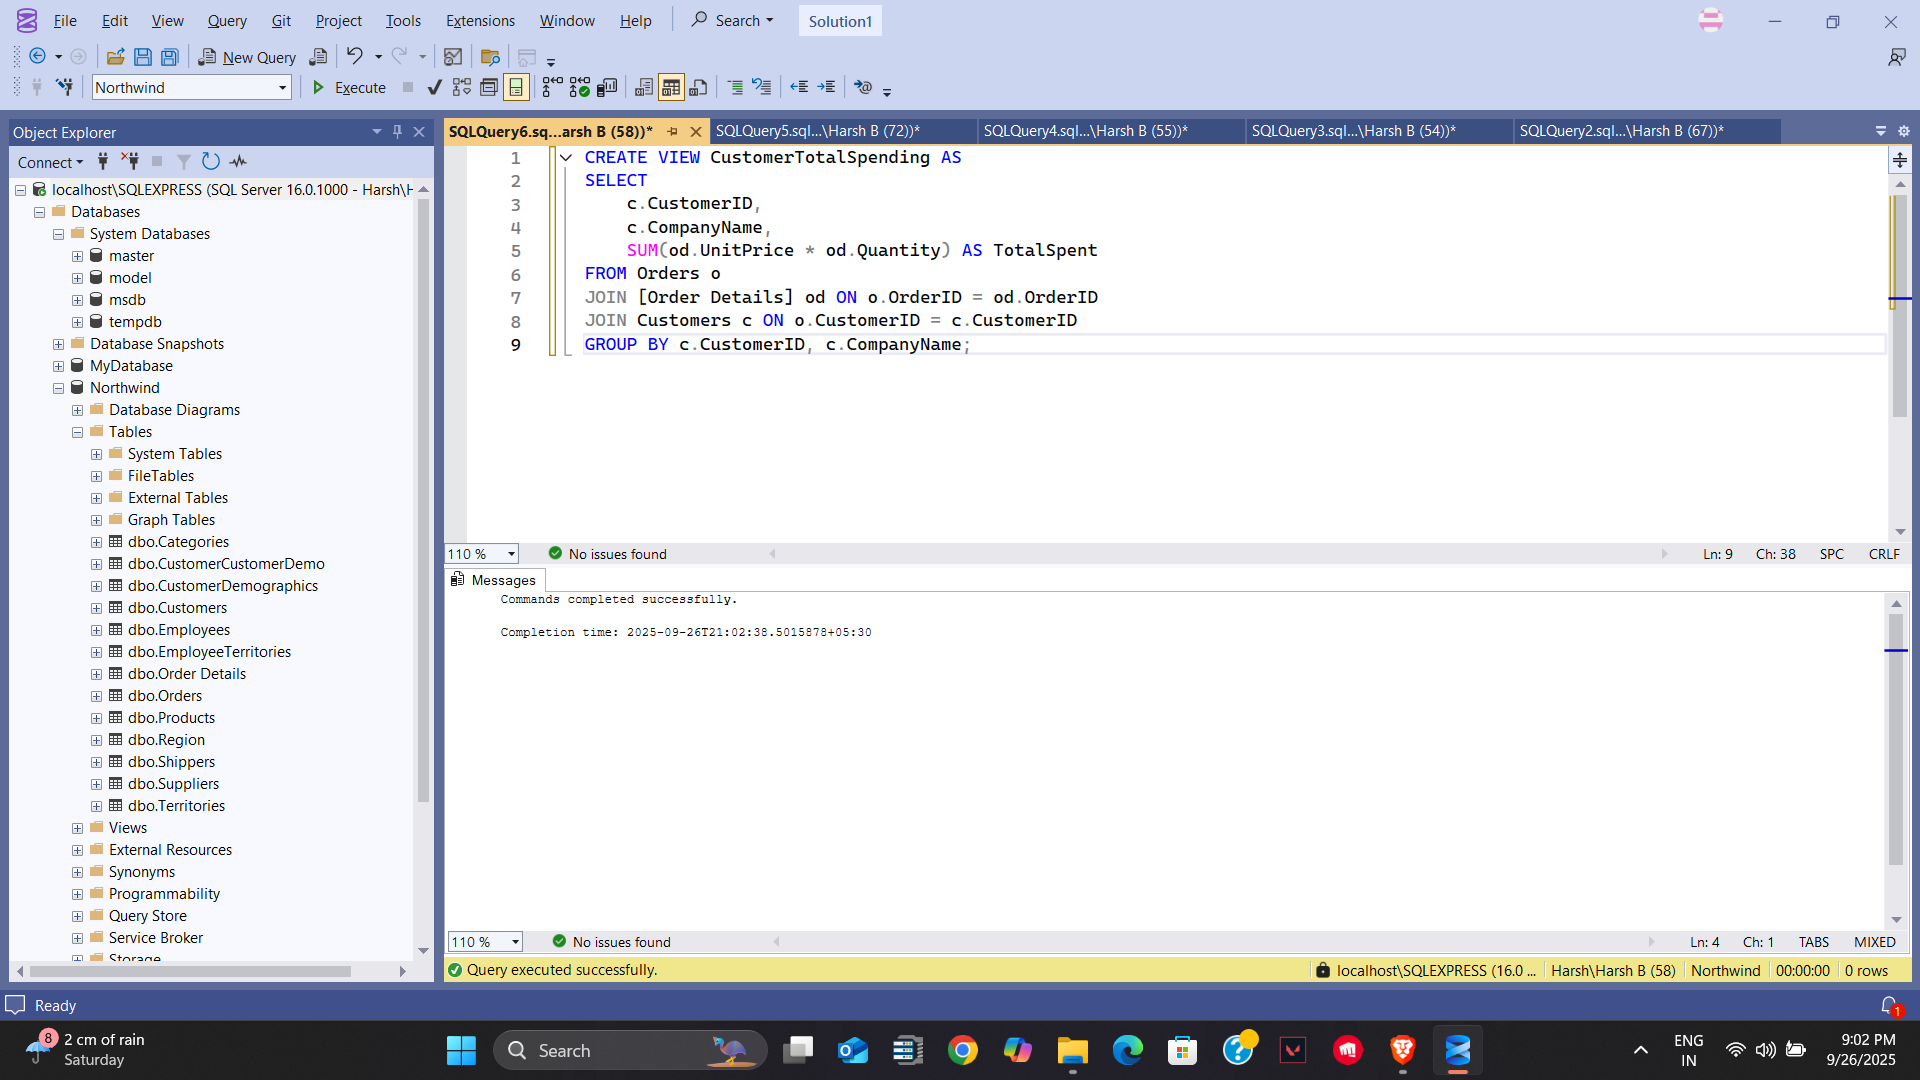 File Edit View Query Git Project Tools Extensions Window Help Search Solution1
New Query
Northwind Execute
Object Explorer
Connect
localhost\SQLEXPRESS (SQL Server 16.0.1000 - Harsh\H
Databases
System Databases
master
model
msdb
tempdb
Database Snapshots
MyDatabase
Northwind
Database Diagrams
Tables
System Tables
FileTables
External Tables
Graph Tables
dbo.Categories
dbo.CustomerCustomerDemo
dbo.CustomerDemographics
dbo.Customers
dbo.Employees
dbo.EmployeeTerritories
dbo.Order Details
dbo.Orders
dbo.Products
dbo.Region
dbo.Shippers
dbo.Suppliers
dbo.Territories
Views
External Resources
Synonyms
Programmability
Query Store
Service Broker
Storage
SQLQuery6.sq...arsh B (58))* SQLQuery5.sql...\Harsh B (72))* SQLQuery4.sql...\Harsh B (55))* SQLQuery3.sql...\Harsh B (54))* SQLQuery2.sql...\Harsh B (67))*
1 CREATE VIEW CustomerTotalSpending AS
2 SELECT
3 c.CustomerID,
4 c.CompanyName,
5 SUM(od.UnitPrice * od.Quantity) AS TotalSpent
6 FROM Orders o
7 JOIN [Order Details] od ON o.OrderID = od.OrderID
8 JOIN Customers c ON o.CustomerID = c.CustomerID
9 GROUP BY c.CustomerID, c.CompanyName;
110 % No issues found Ln: 9 Ch: 38 SPC CRLF
Messages
Commands completed successfully.
Completion time: 2025-09-26T21:02:38.5015878+05:30
110 % No issues found Ln: 4 Ch: 1 TABS MIXED
Query executed successfully. localhost\SQLEXPRESS (16.0 ... Harsh\Harsh B (58) Northwind 00:00:00 0 rows
Ready 1
8 2 cm of rain
Saturday
Search
ENG
IN
9:02 PM
9/26/2025